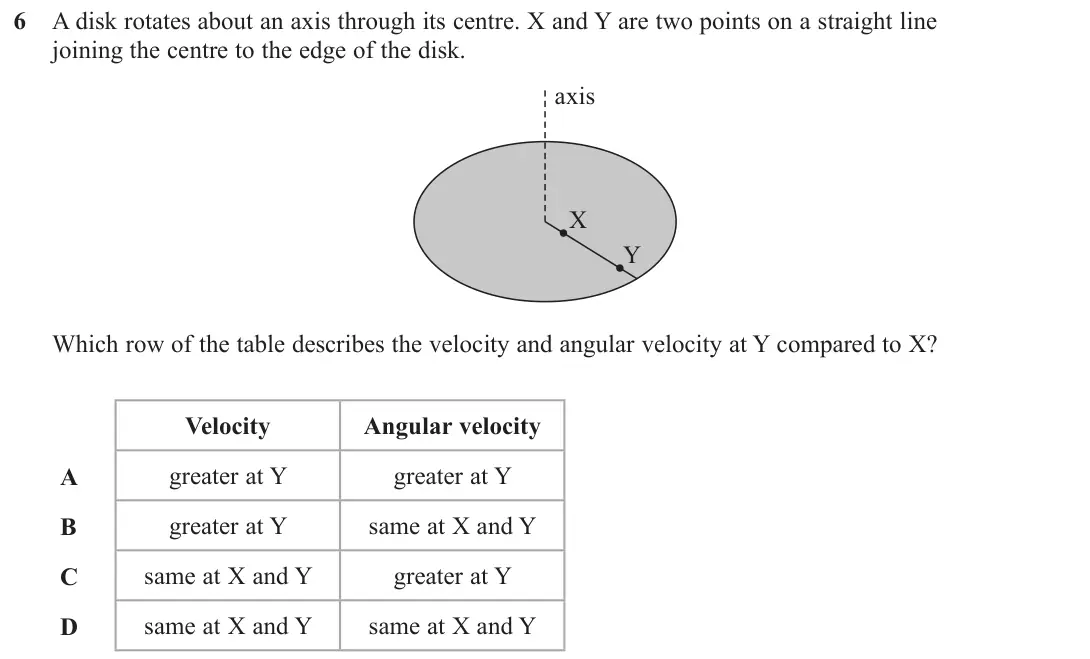 6 A disk rotates about an axis through its centre. X and Y are two points on a straight line
joining the centre to the edge of the disk.
axis
X
Y
Which row of the table describes the velocity and angular velocity at Y compared to X?
Velocity Angular velocity
A greater at Y greater at Y
B greater at Y same at X and Y
C same at X and Y greater at Y
D same at X and Y same at X and Y